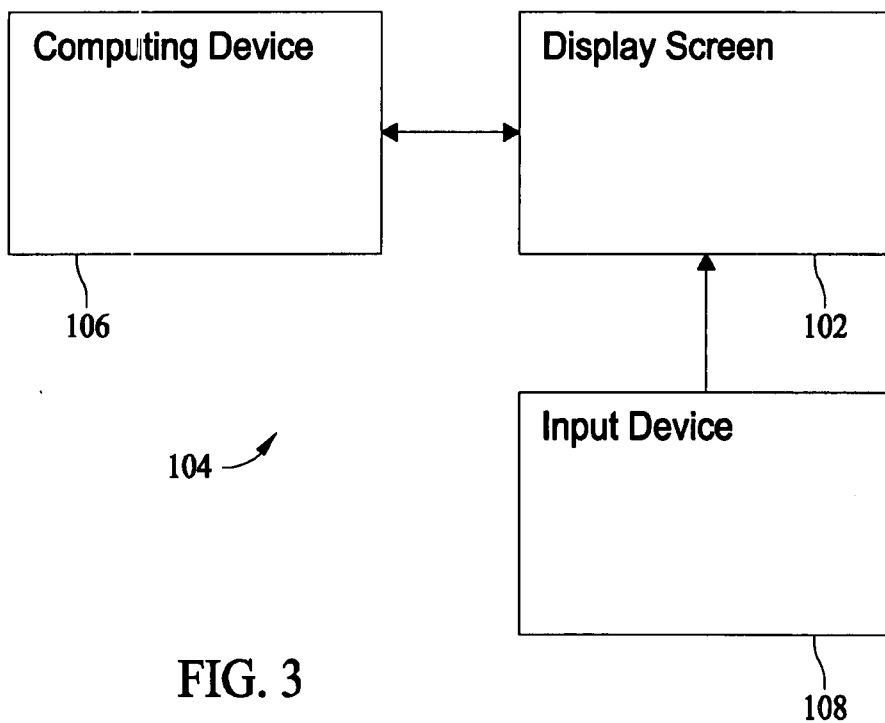 Computing Device
Display Screen
106
102
Input Device
104
108
FIG. 3